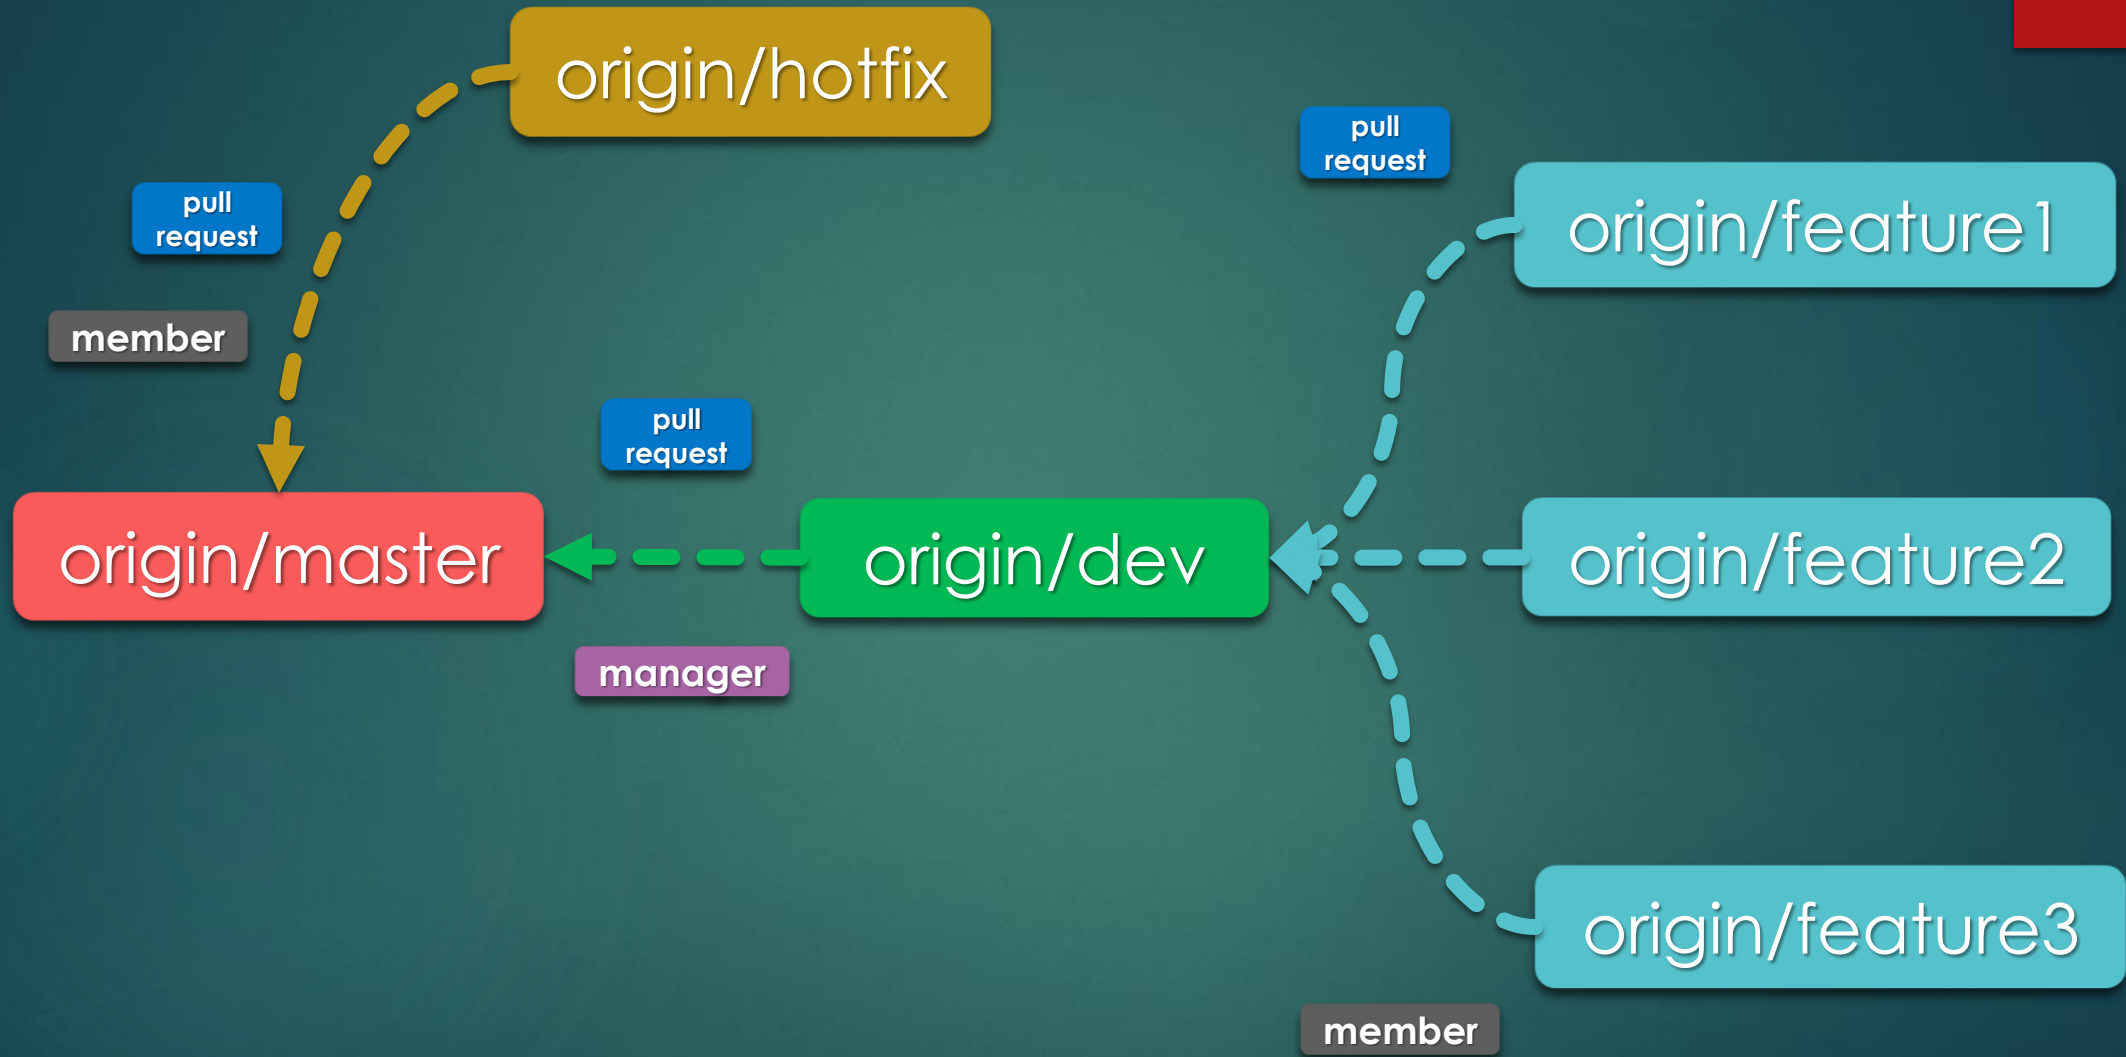 origin/hotfix
pull
request
origin/feature1
pull
request
member
pull
request
origin/master
origin/dev
origin/feature2
manager
origin/feature3
member